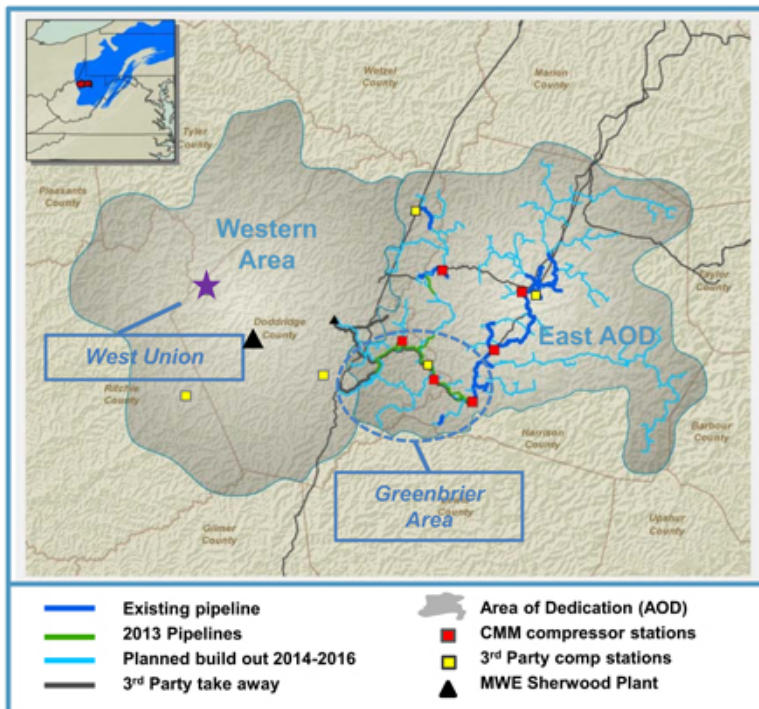 Wetzel
County
Marion
County
Tyler
County
Pleasants
County
Western
Area
Taylor
County
Doddridge
County
East AOD
West Union
Ritchie
County
Harrison
County
Barbour
County
Greenbrier
Area
County
Gilmer
County
Upshur
County
Existing pipeline
2013 Pipelines
Planned build out 2014-2016
3rd Party take away
Area of Dedication (AOD)
CMM compressor stations
3rd Party comp stations
MWE Sherwood Plant